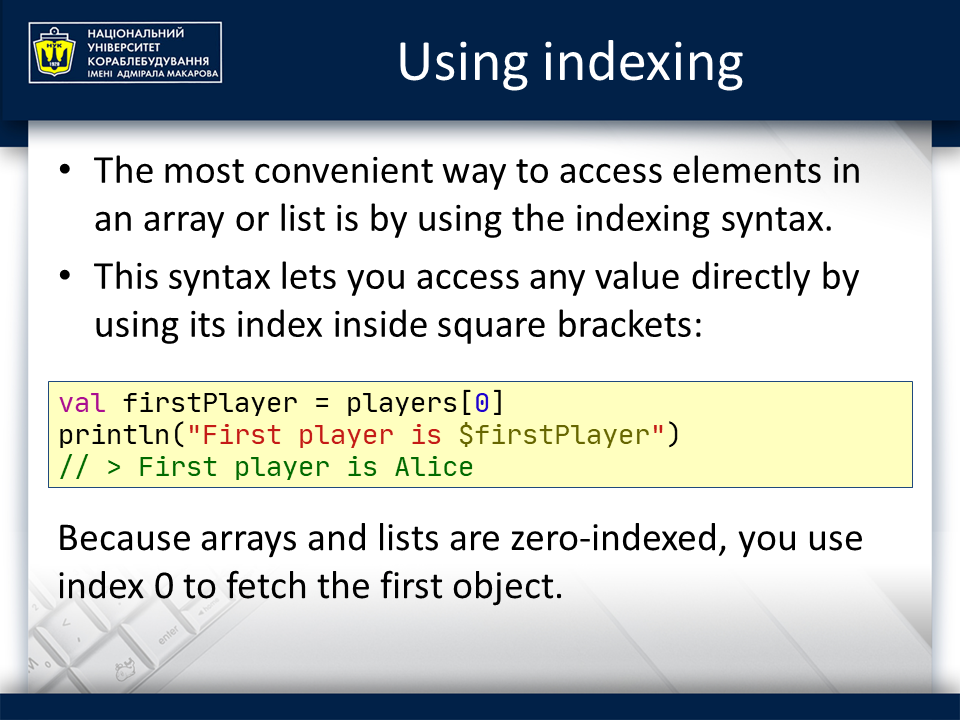 НАЦІОНАЛЬНИЙ
УНІВЕРСИТЕТ
КОРАБЛЕБУДУВАННЯ
ІМЕНІ АДМІРАЛА МАКАРОВА
НУК
1920
Using indexing
• The most convenient way to access elements in
an array or list is by using the indexing syntax.
• This syntax lets you access any value directly by
using its index inside square brackets:
val firstPlayer = players[0]
println("First player is $firstPlayer")
// > First player is Alice
Because arrays and lists are zero-indexed, you use
index 0 to fetch the first object.
enter